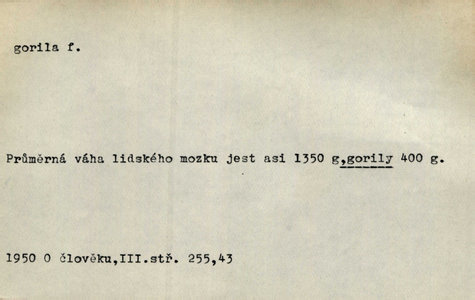 gorila f.
Průměrná váha lidského mozku jest asi 1350 g,gorily 400 g.
1950 O člověku,III.stř. 255,43